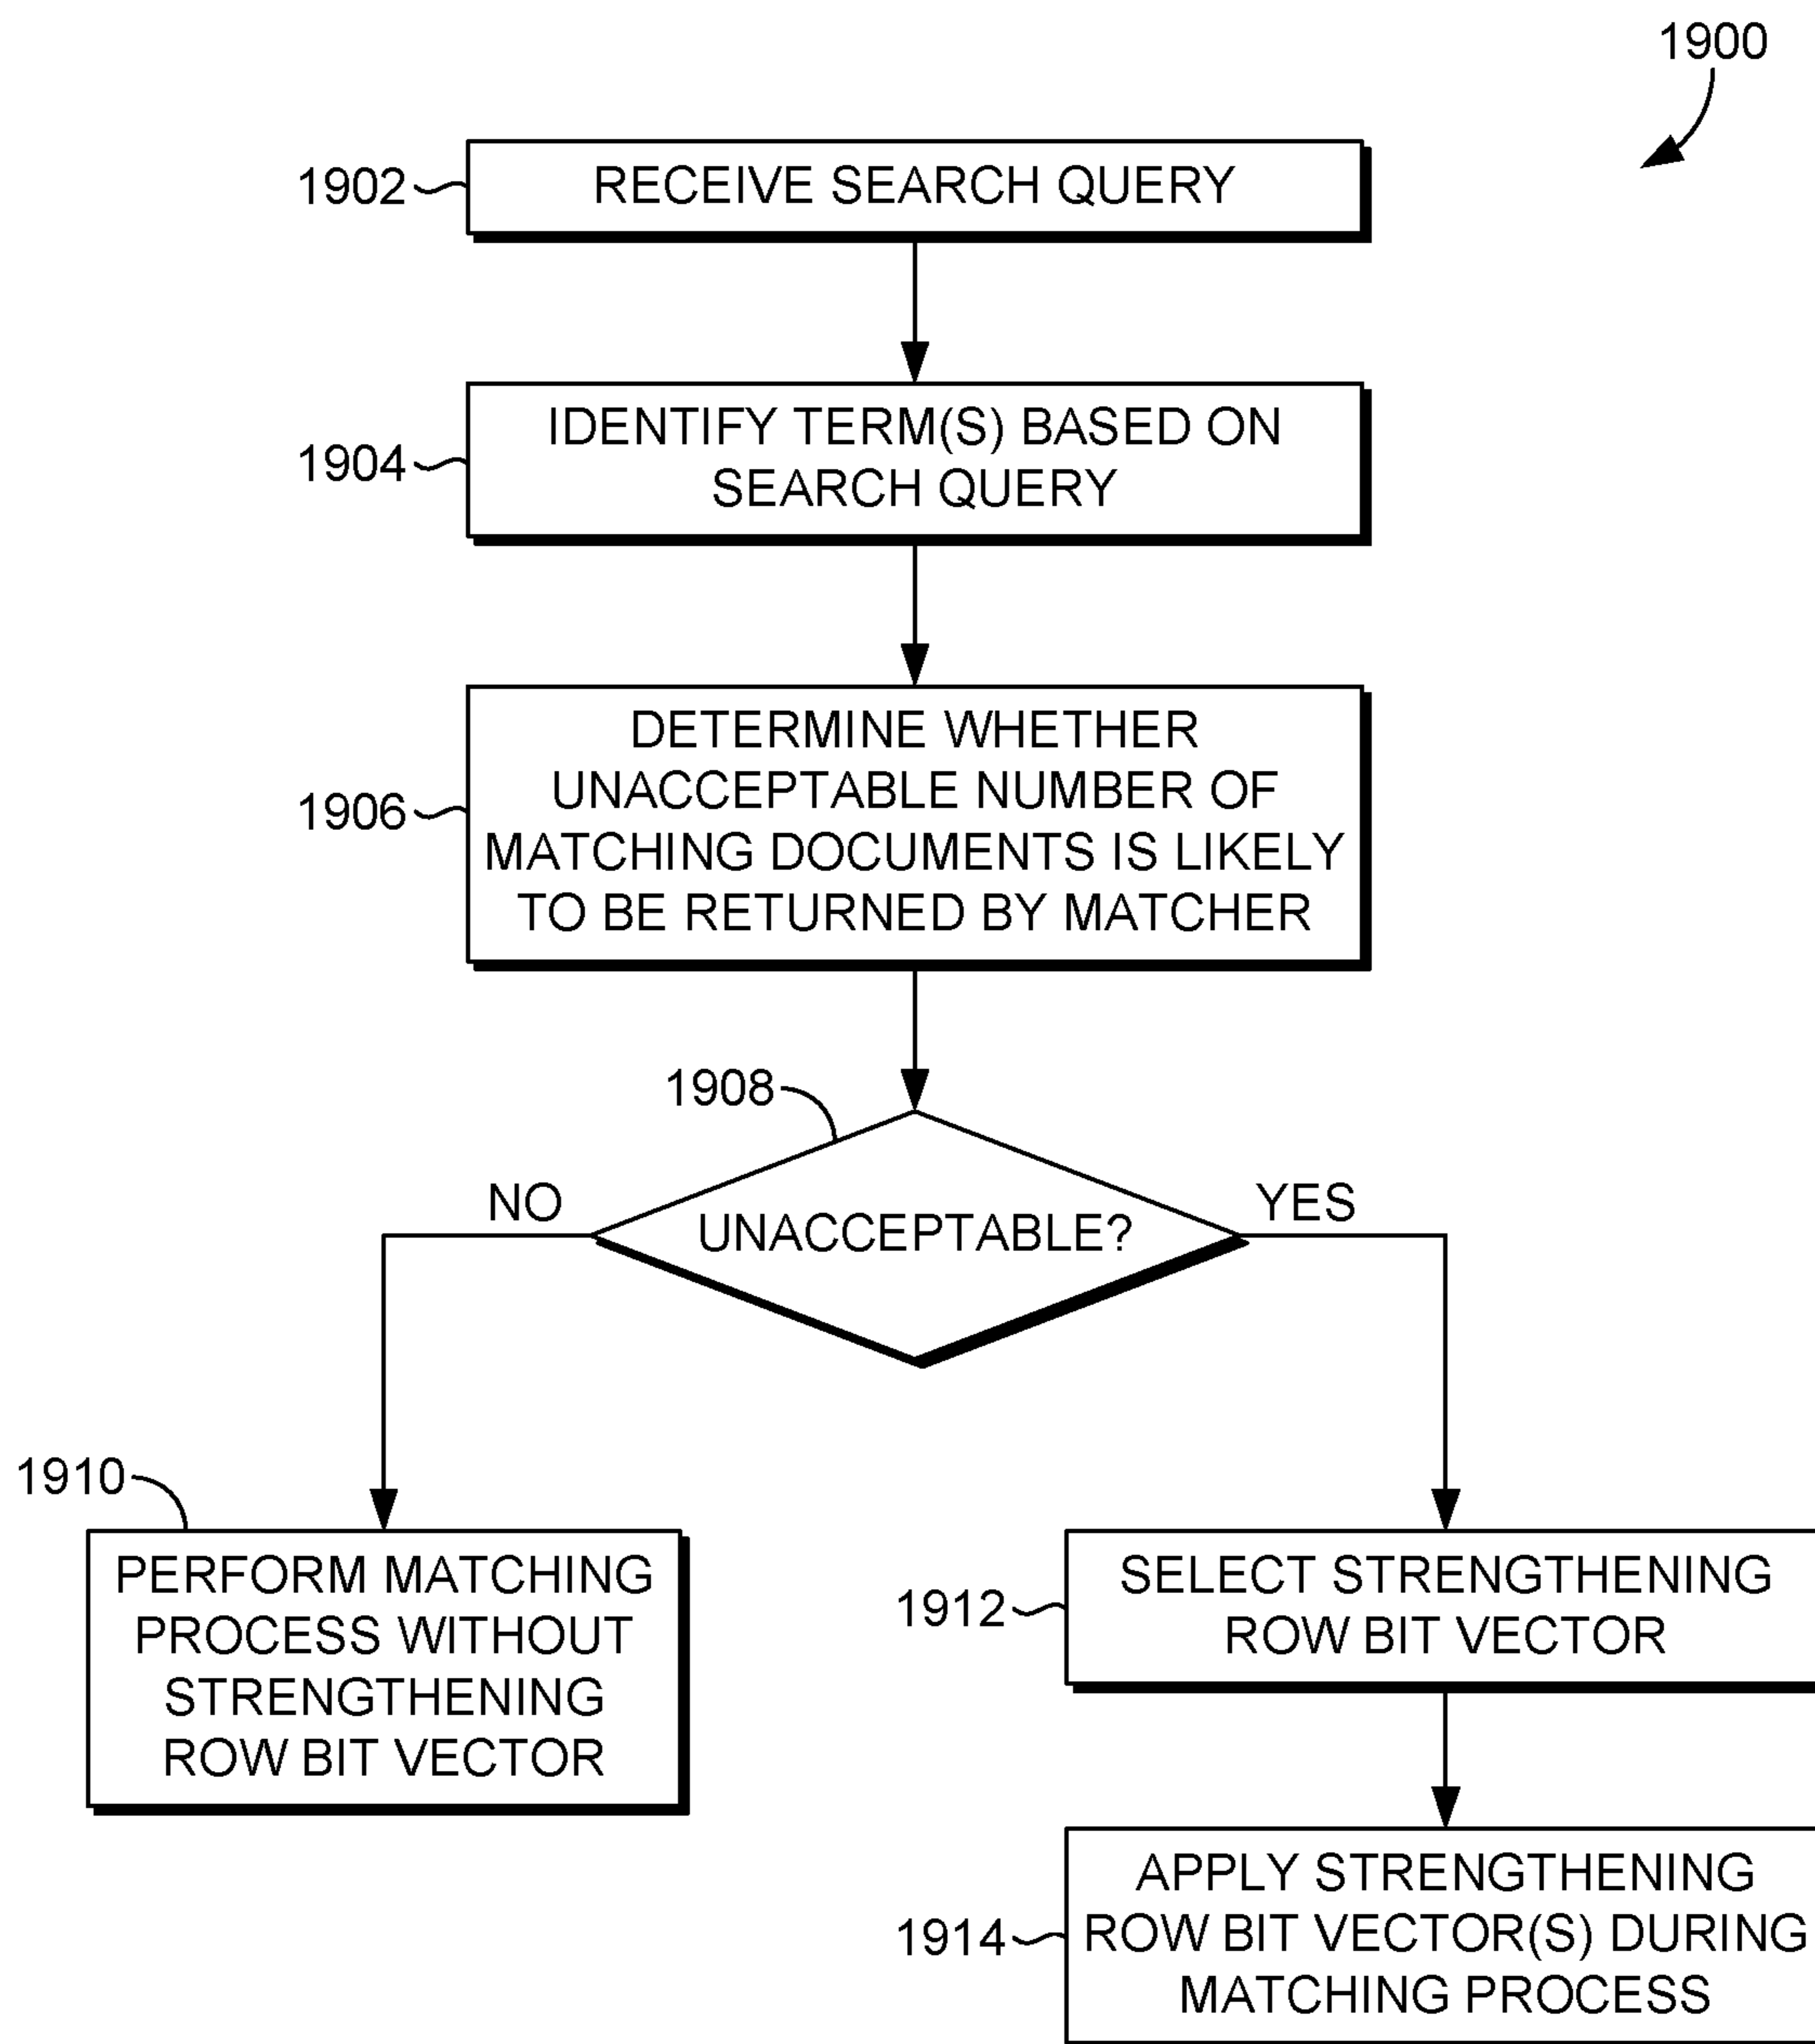 1900
1902
RECEIVE SEARCH QUERY
1904
IDENTIFY TERM(S) BASED ON
SEARCH QUERY
1906
DETERMINE WHETHER
UNACCEPTABLE NUMBER OF
MATCHING DOCUMENTS IS LIKELY
TO BE RETURNED BY MATCHER
1908
UNACCEPTABLE?
NO
YES
1910
PERFORM MATCHING
PROCESS WITHOUT
STRENGTHENING
ROW BIT VECTOR
1912
SELECT STRENGTHENING
ROW BIT VECTOR
1914
APPLY STRENGTHENING
ROW BIT VECTOR(S) DURING
MATCHING PROCESS